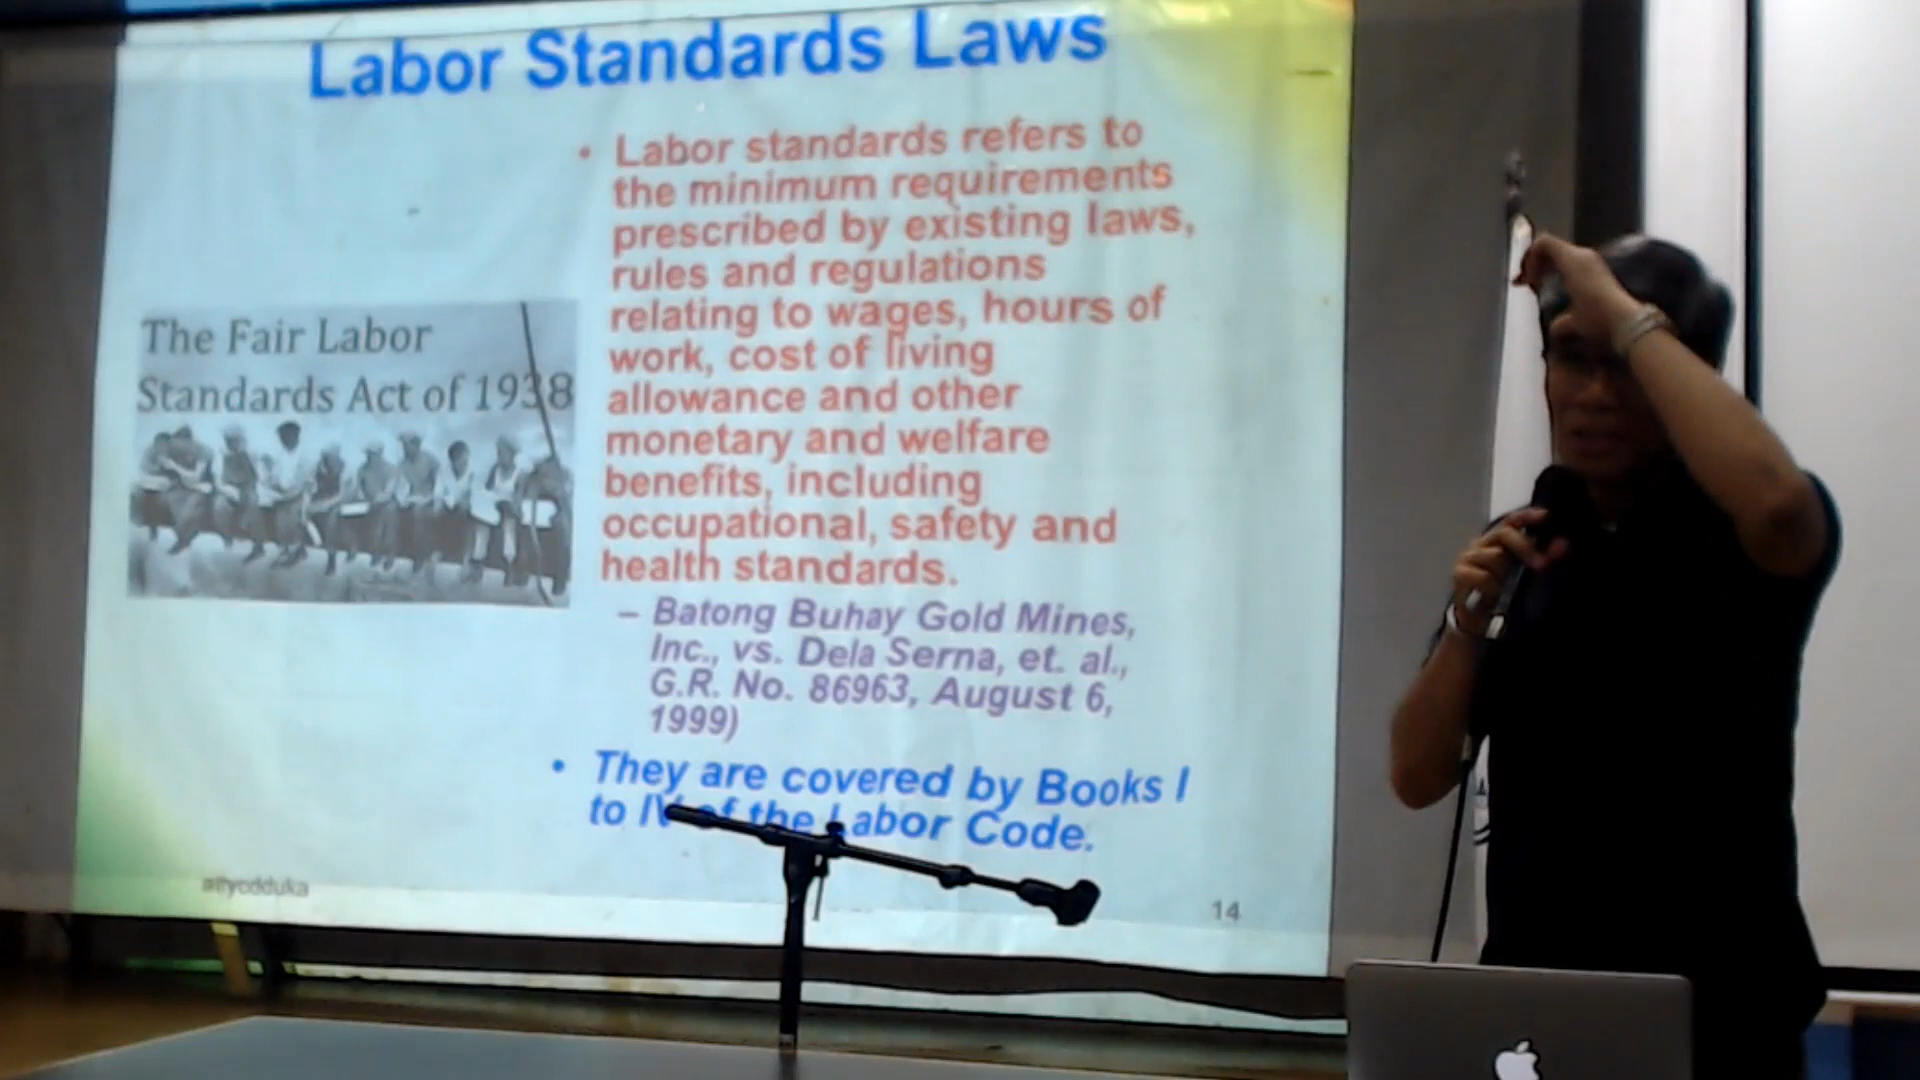 Labor Standards Laws
• Labor standards refers to
the minimum requirements
prescribed by existing laws,
rules and regulations
relating to wages, hours of
work, cost of living
allowance and other
monetary and welfare
benefits, including
occupational, safety and
health standards.
– Batong Buhay Gold Mines,
Inc., vs. Dela Serna, et. al.,
G.R. No. 86963, August 6,
1999)
• They are covered by Books I
to IV of the Labor Code.
The Fair Labor
Standards Act of 1938
attyodduka
14